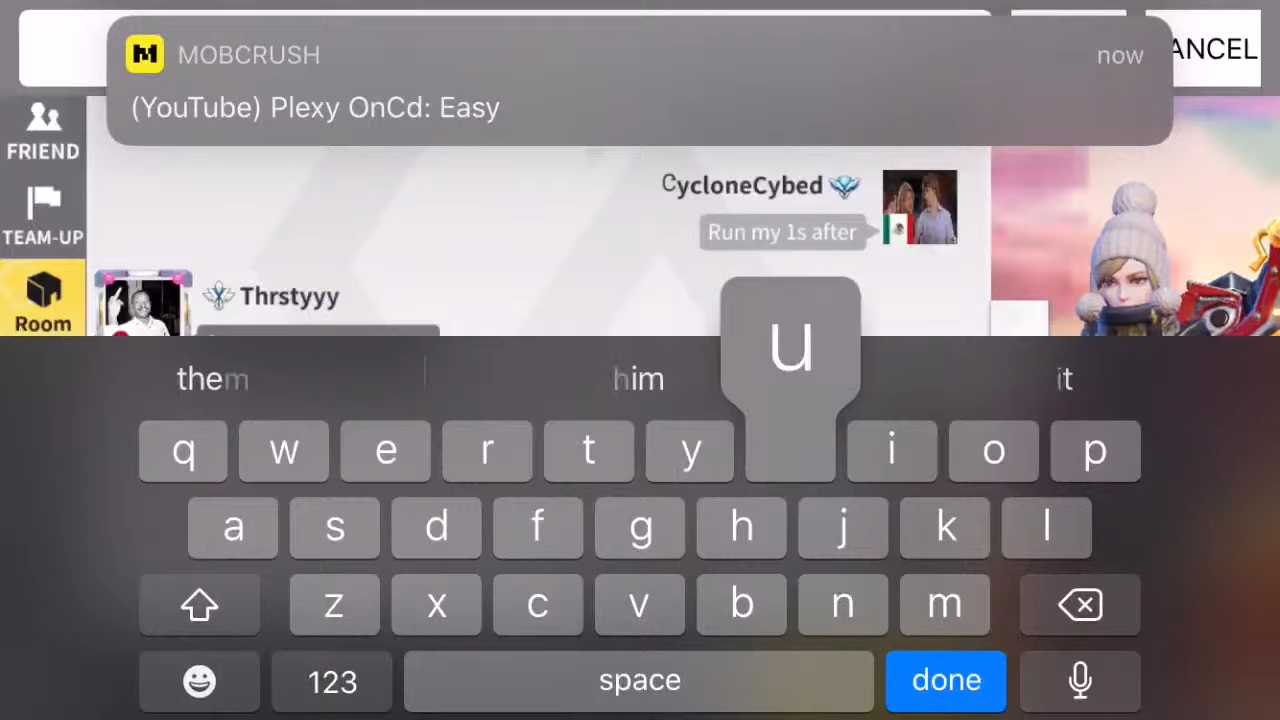 MOBCRUSH
now
(YouTube) Plexy OnCd: Easy
ANCEL
FRIEND
TEAM-UP
Room
CycloneCybed
Run my 1s after
Thrstyyy
them
him
it
u
q w e r t y i o p
a s d f g h j k l
z x c v b n m
123
space
done